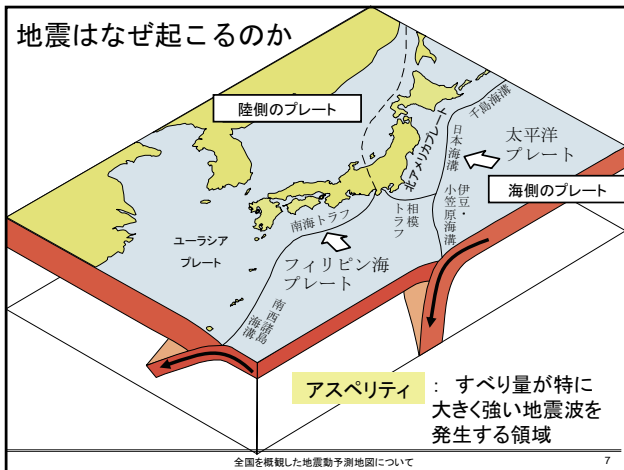 地震はなぜ起こるのか
陸側のプレート
千島海溝
北アメリカプレート
日本海溝
太平洋
プレート
海側のプレート
伊豆・
小笠原海溝
相模
トラフ
南海トラフ
ユーラシア
プレート
フィリピン海
プレート
南西諸島
海溝
アスペリティ : すべり量が特に
大きく強い地震波を
発生する領域
全国を概観した地震動予測地図について 7